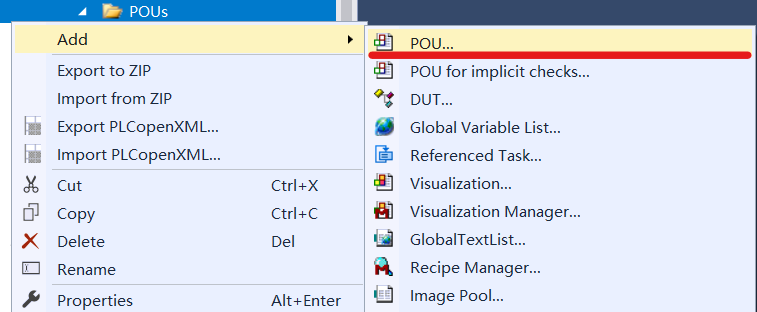 POUs
Add
Export to ZIP
Import from ZIP
Export PLCopenXML...
Import PLCopenXML...
Cut Ctrl+X
Copy Ctrl+C
Delete Del
Rename
Properties Alt+Enter
POU...
POU for implicit checks...
DUT...
Global Variable List...
Referenced Task...
Visualization...
Visualization Manager...
GlobalTextList...
Recipe Manager...
Image Pool...